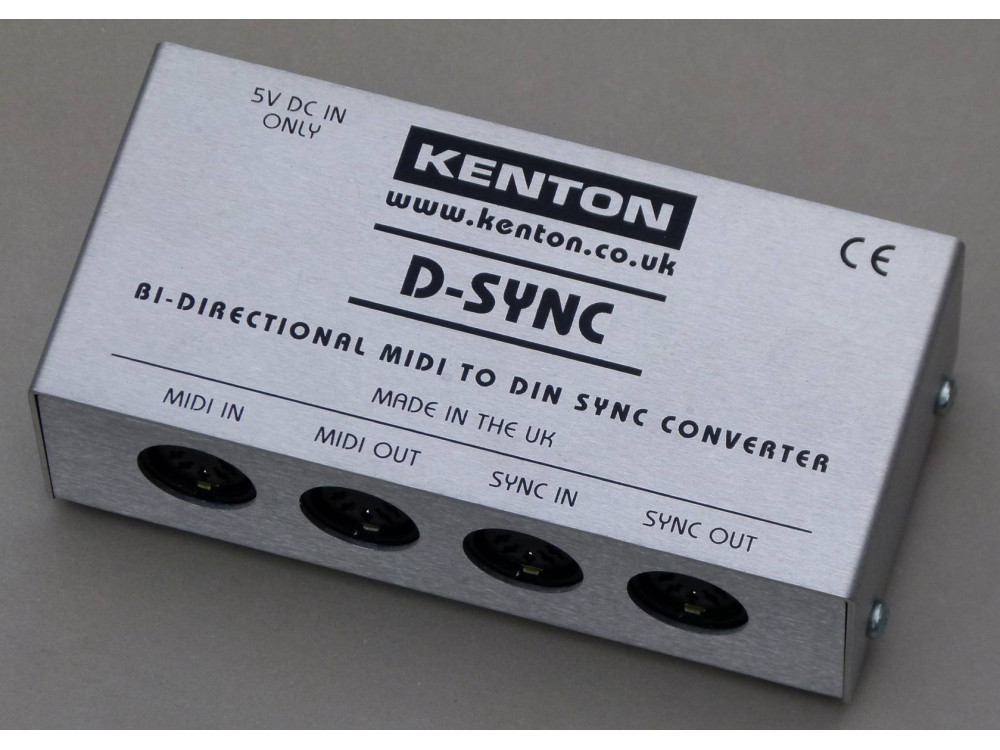 5V DC IN
ONLY
KENTON
www.kenton.co.uk
CE
D-SYNC
BI-DIRECTIONAL MIDI TO DIN SYNC CONVERTER
MADE IN THE UK
MIDI IN
MIDI OUT
SYNC IN
SYNC OUT